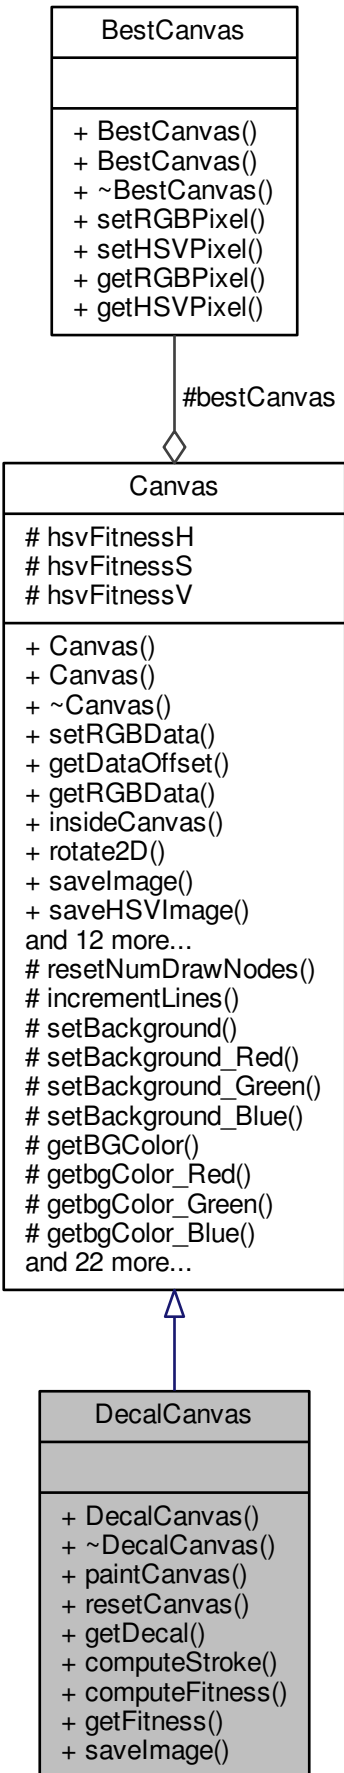 BestCanvas
+ BestCanvas()
+ BestCanvas()
+ ~BestCanvas()
+ setRGBPixel()
+ setHSVPixel()
+ getRGBPixel()
+ getHSVPixel()
#bestCanvas
Canvas
# hsvFitnessH
# hsvFitnessS
# hsvFitnessV
+ Canvas()
+ Canvas()
+ ~Canvas()
+ setRGBData()
+ getDataOffset()
+ getRGBData()
+ insideCanvas()
+ rotate2D()
+ saveImage()
+ saveHSVImage()
and 12 more...
# resetNumDrawNodes()
# incrementLines()
# setBackground()
# setBackground_Red()
# setBackground_Green()
# setBackground_Blue()
# getBGColor()
# getbgColor_Red()
# getbgColor_Green()
# getbgColor_Blue()
and 22 more...
DecalCanvas
+ DecalCanvas()
+ ~DecalCanvas()
+ paintCanvas()
+ resetCanvas()
+ getDecal()
+ computeStroke()
+ computeFitness()
+ getFitness()
+ saveImage()